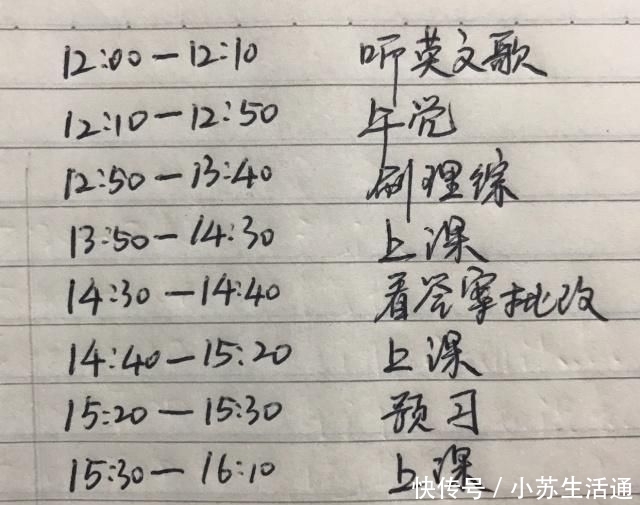 12:00—12:10 听英文歌
12:10—12:50 午觉
12:50—13:40 刷理综
13:50—14:30 上课
14:30—14:40 看答案批改
14:40—15:20 上课
15:20—15:30 预习
15:30—16:10 上课
快传号/小苏生活通